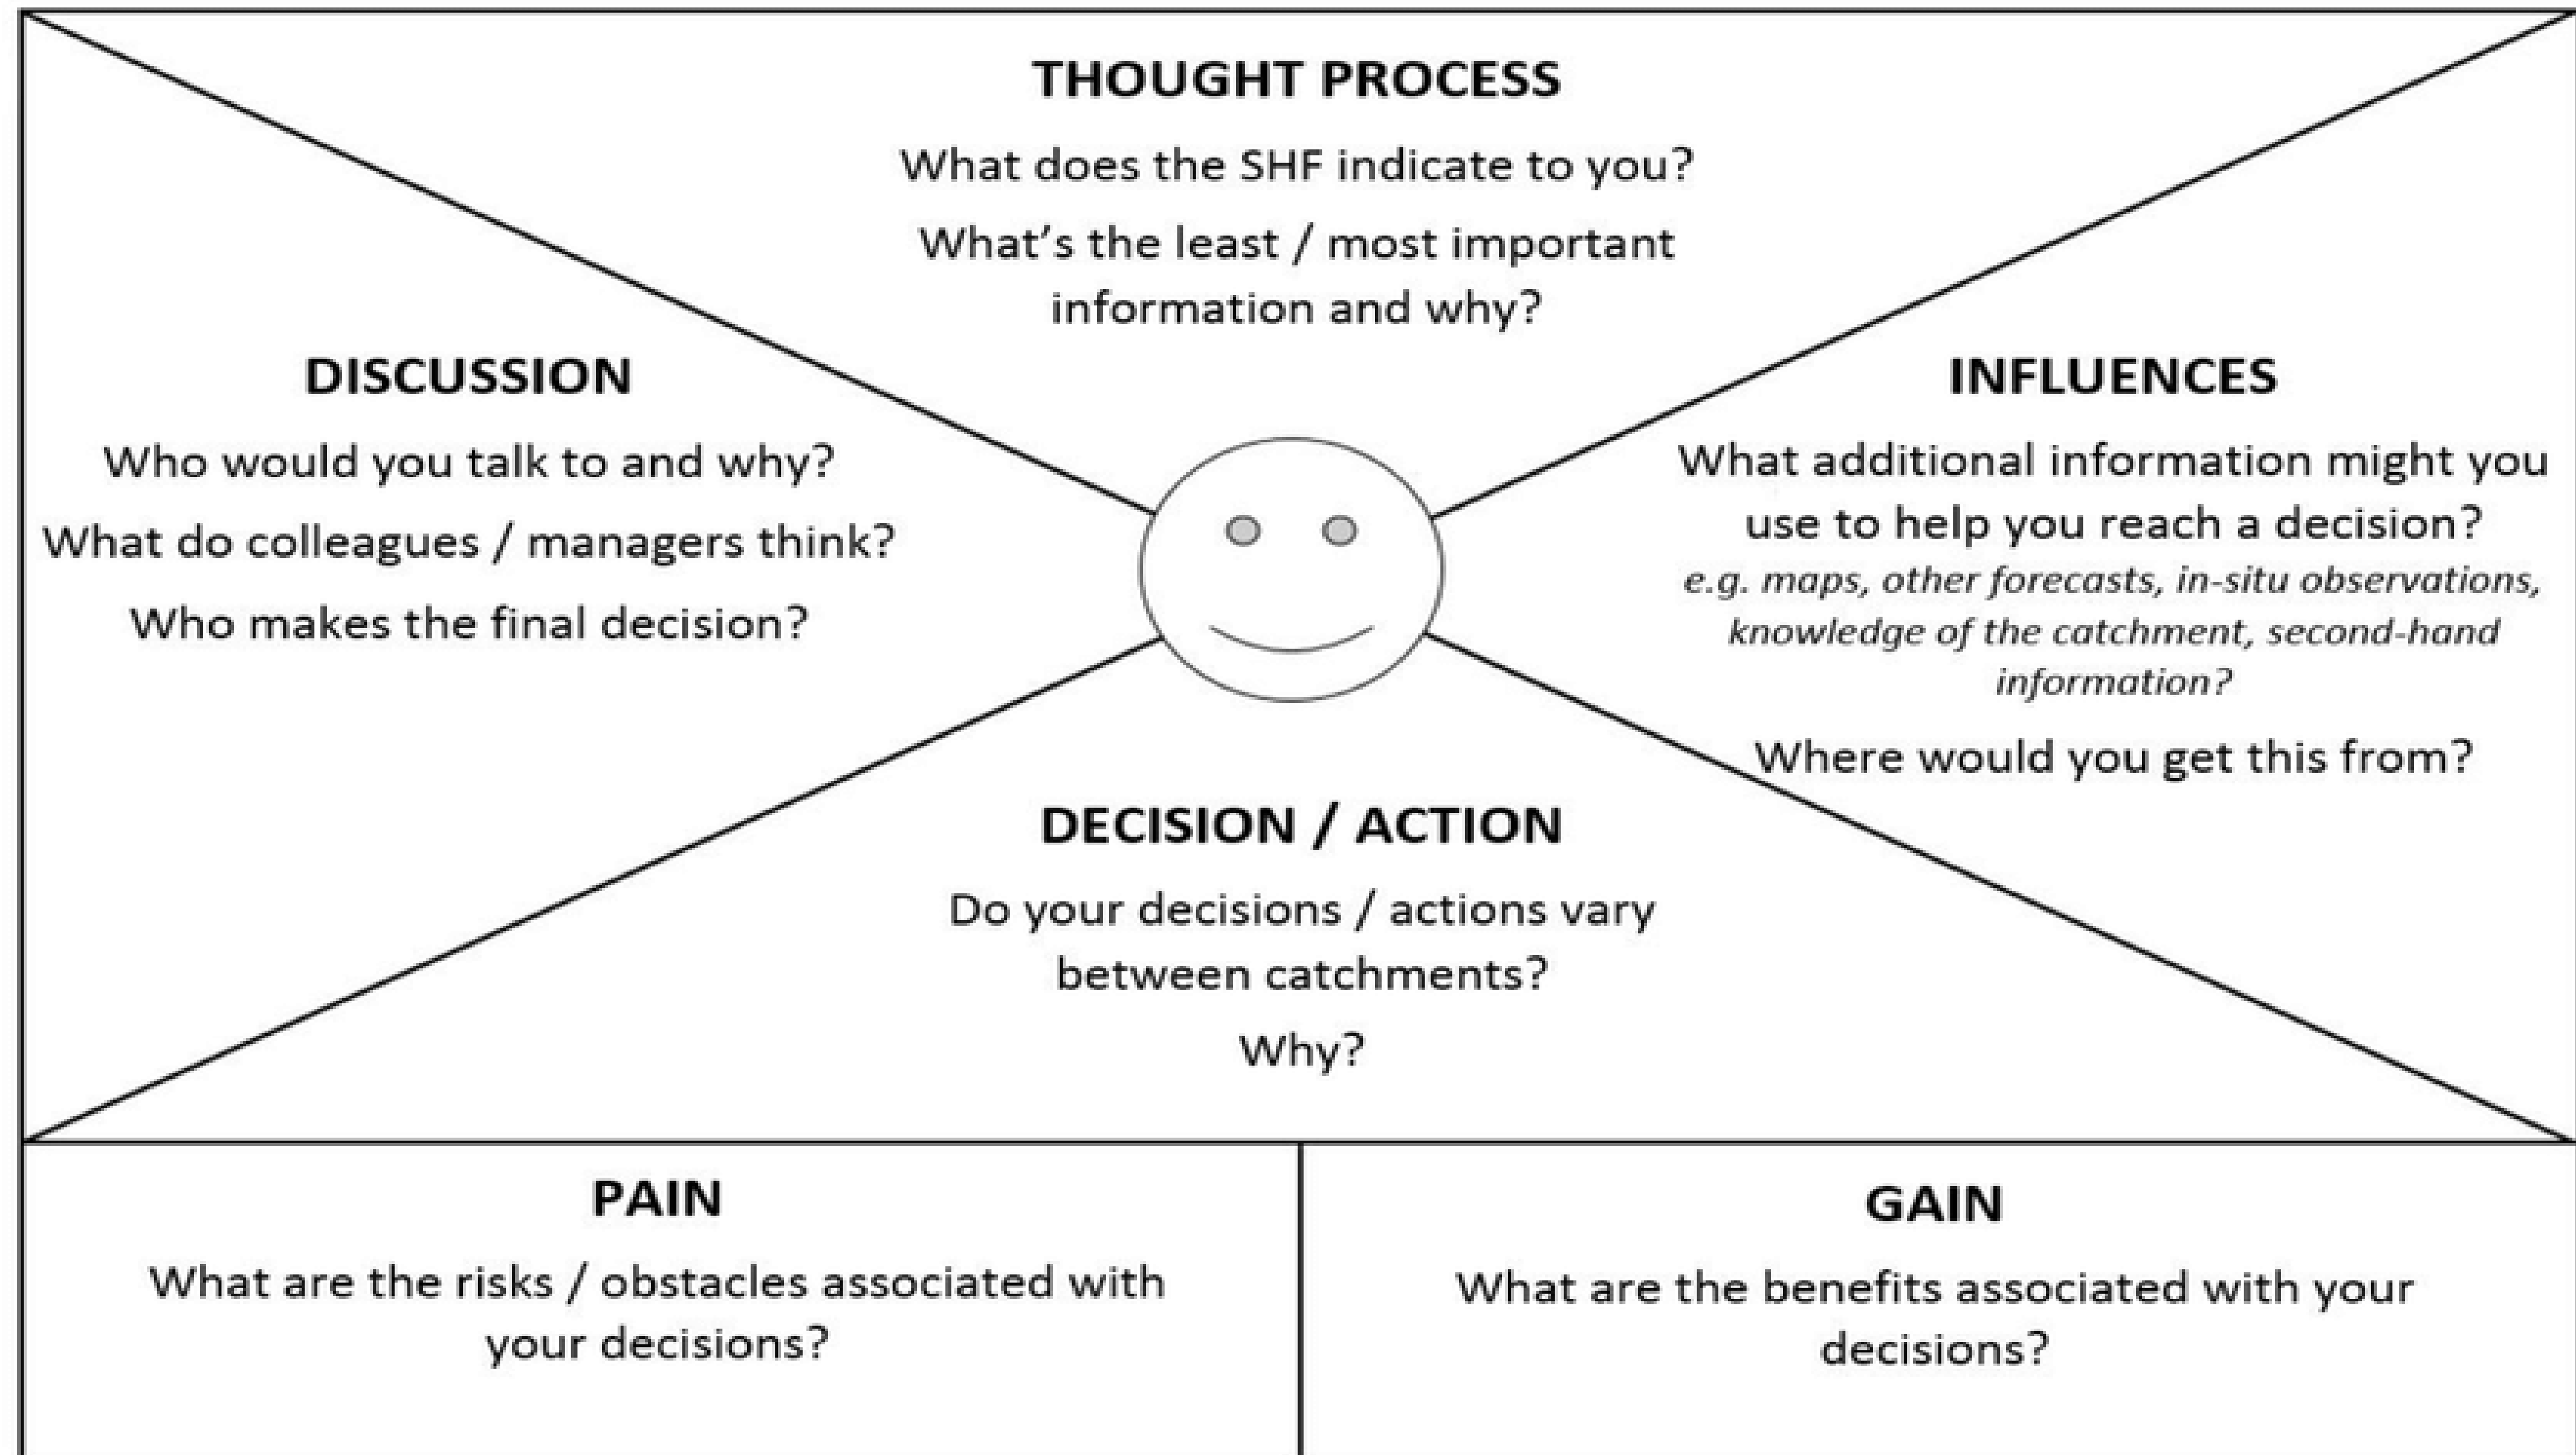 THOUGHT PROCESS
What does the SHF indicate to you?
What’s the least / most important
information and why?
DISCUSSION
Who would you talk to and why?
What do colleagues / managers think?
Who makes the final decision?
INFLUENCES
What additional information might you
use to help you reach a decision?
e.g. maps, other forecasts, in-situ observations,
knowledge of the catchment, second-hand
information?
Where would you get this from?
DECISION / ACTION
Do your decisions / actions vary
between catchments?
Why?
PAIN
What are the risks / obstacles associated with
your decisions?
GAIN
What are the benefits associated with your
decisions?